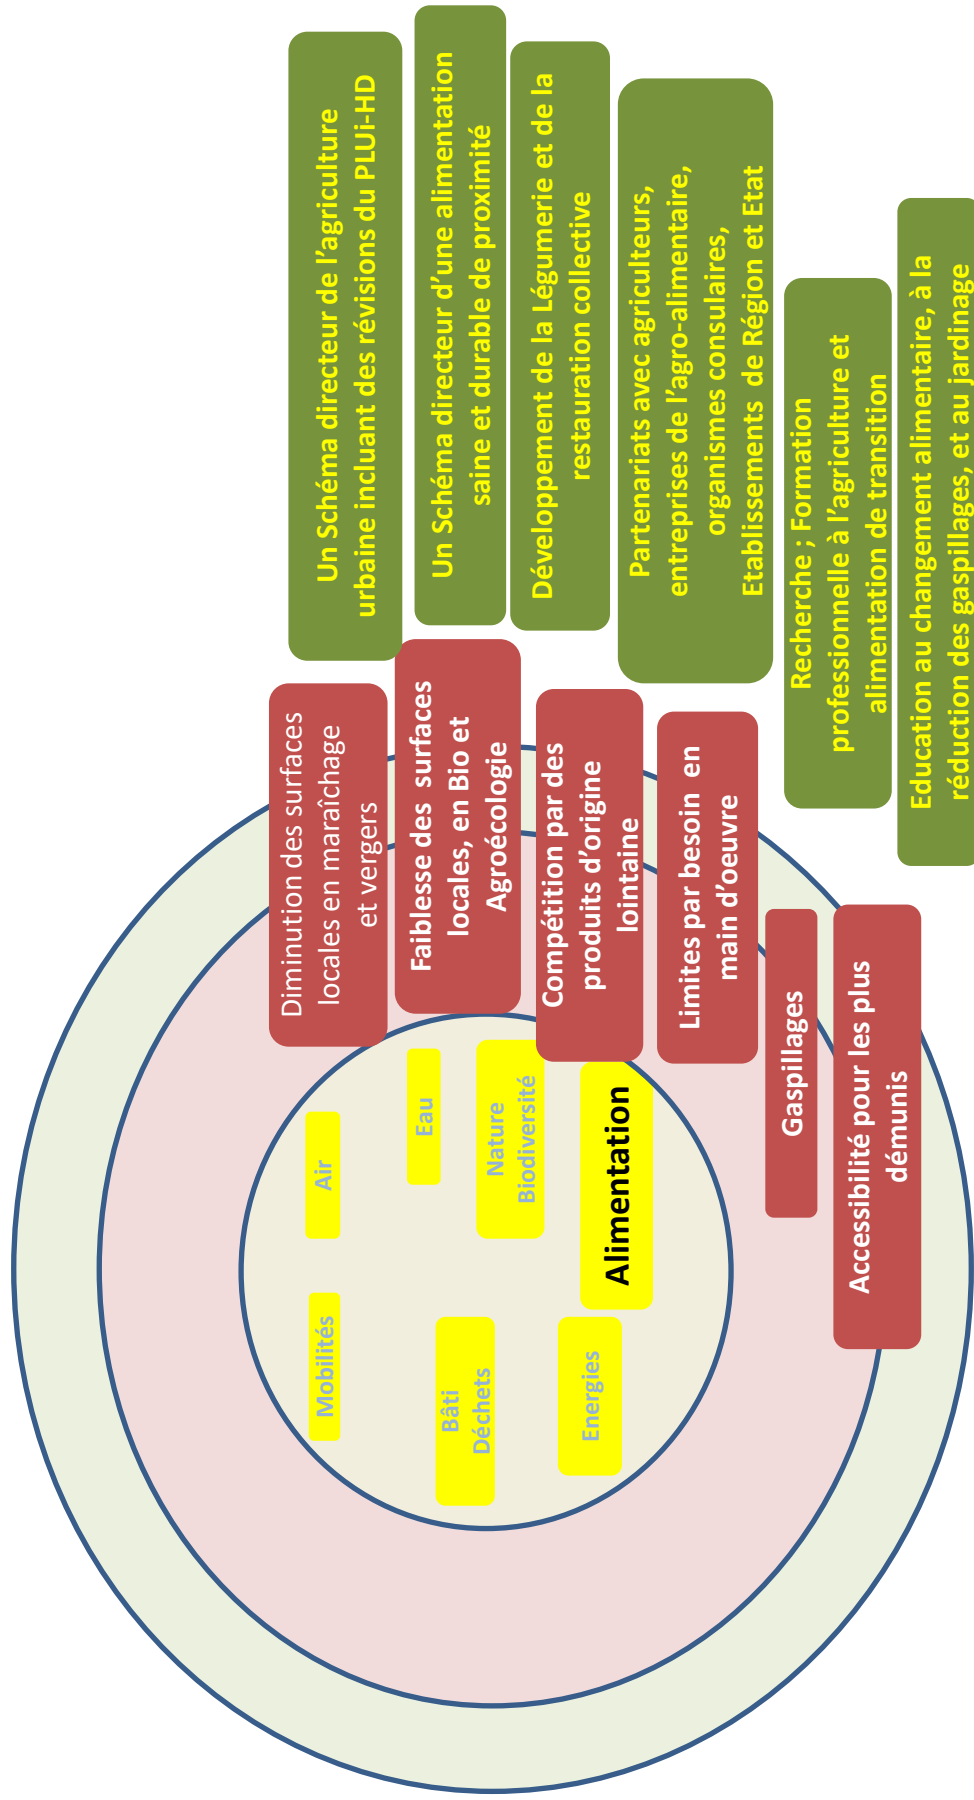 Mobilités
Air
Bâti
Déchets
Eau
Nature
Biodiversité
Energies
Alimentation
Diminution des surfaces
locales en maraîchage
et vergers
Faiblesse des surfaces
locales, en Bio et
Agroécologie
Compétition par des
produits d'origine
lointaine
Limites par besoin en
main d'oeuvre
Gaspillages
Accessibilité pour les plus
démunis
Un Schéma directeur de l'agriculture
urbaine incluant des révisions du PLUi-HD
Un Schéma directeur d'une alimentation
saine et durable de proximité
Développement de la Légumerie et de la
restauration collective
Partenariats avec agriculteurs,
entreprises de l'agro-alimentaire,
organismes consulaires,
Etablissements de Région et Etat
Recherche ; Formation
professionnelle à l'agriculture et
alimentation de transition
Education au changement alimentaire, à la
réduction des gaspillages, et au jardinage